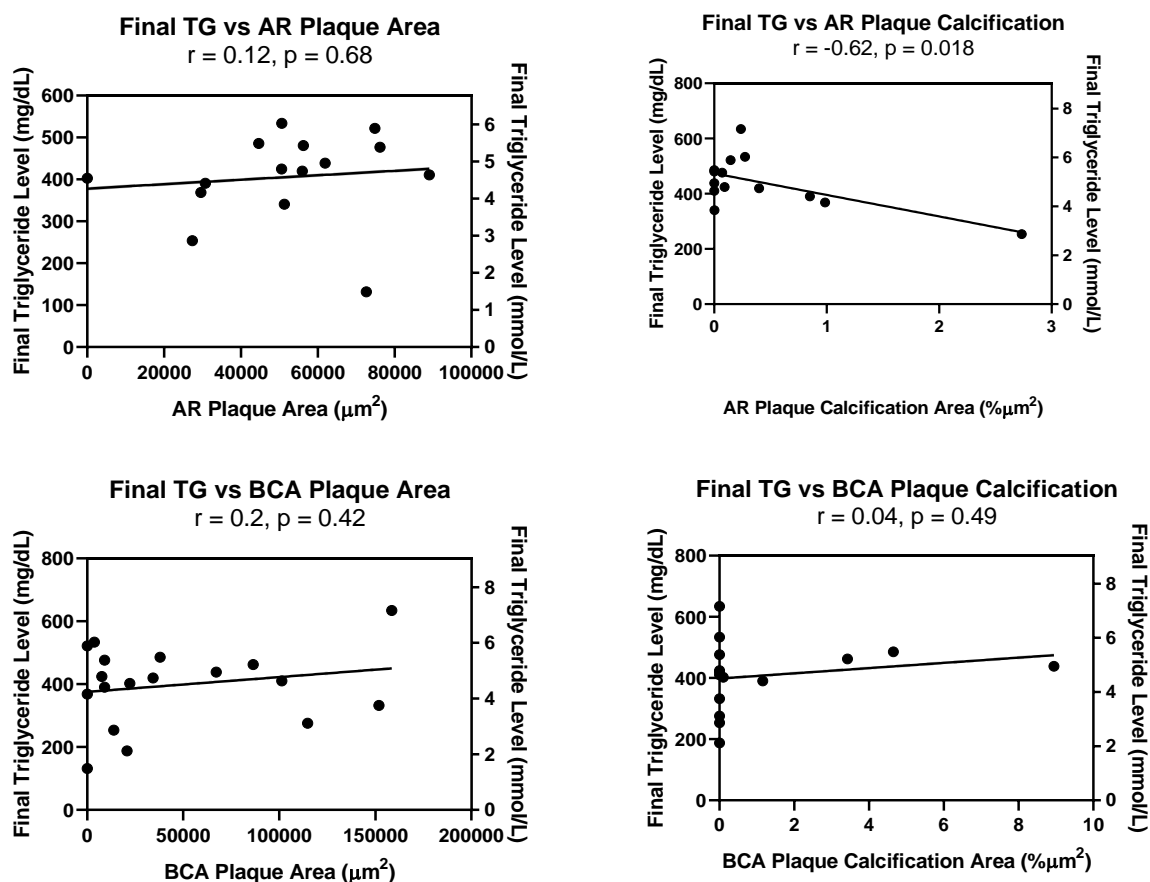 Final TG vs AR Plaque Area
r = 0.12, p = 0.68
Final Triglyceride Level (mg/dL)
600
500
400
300
200
100
0
0 20000 40000 60000 80000 100000
AR Plaque Area (μm²)
6
5
4
3
2
1
0
Final Triglyceride Level (mmol/L)
Final TG vs AR Plaque Calcification
r = -0.62, p = 0.018
Final Triglyceride Level (mg/dL)
800
600
400
200
0
0 1 2 3
AR Plaque Calcification Area (%μm²)
8
6
4
2
0
Final Triglyceride Level (mmol/L)
Final TG vs BCA Plaque Area
r = 0.2, p = 0.42
Final Triglyceride Level (mg/dL)
800
600
400
200
0
0 50000 100000 150000 200000
BCA Plaque Area (μm²)
8
6
4
2
0
Final Triglyceride Level (mmol/L)
Final TG vs BCA Plaque Calcification
r = 0.04, p = 0.49
Final Triglyceride Level (mg/dL)
800
600
400
200
0
0 2 4 6 8 10
BCA Plaque Calcification Area (%μm²)
8
6
4
2
0
Final Triglyceride Level (mmol/L)